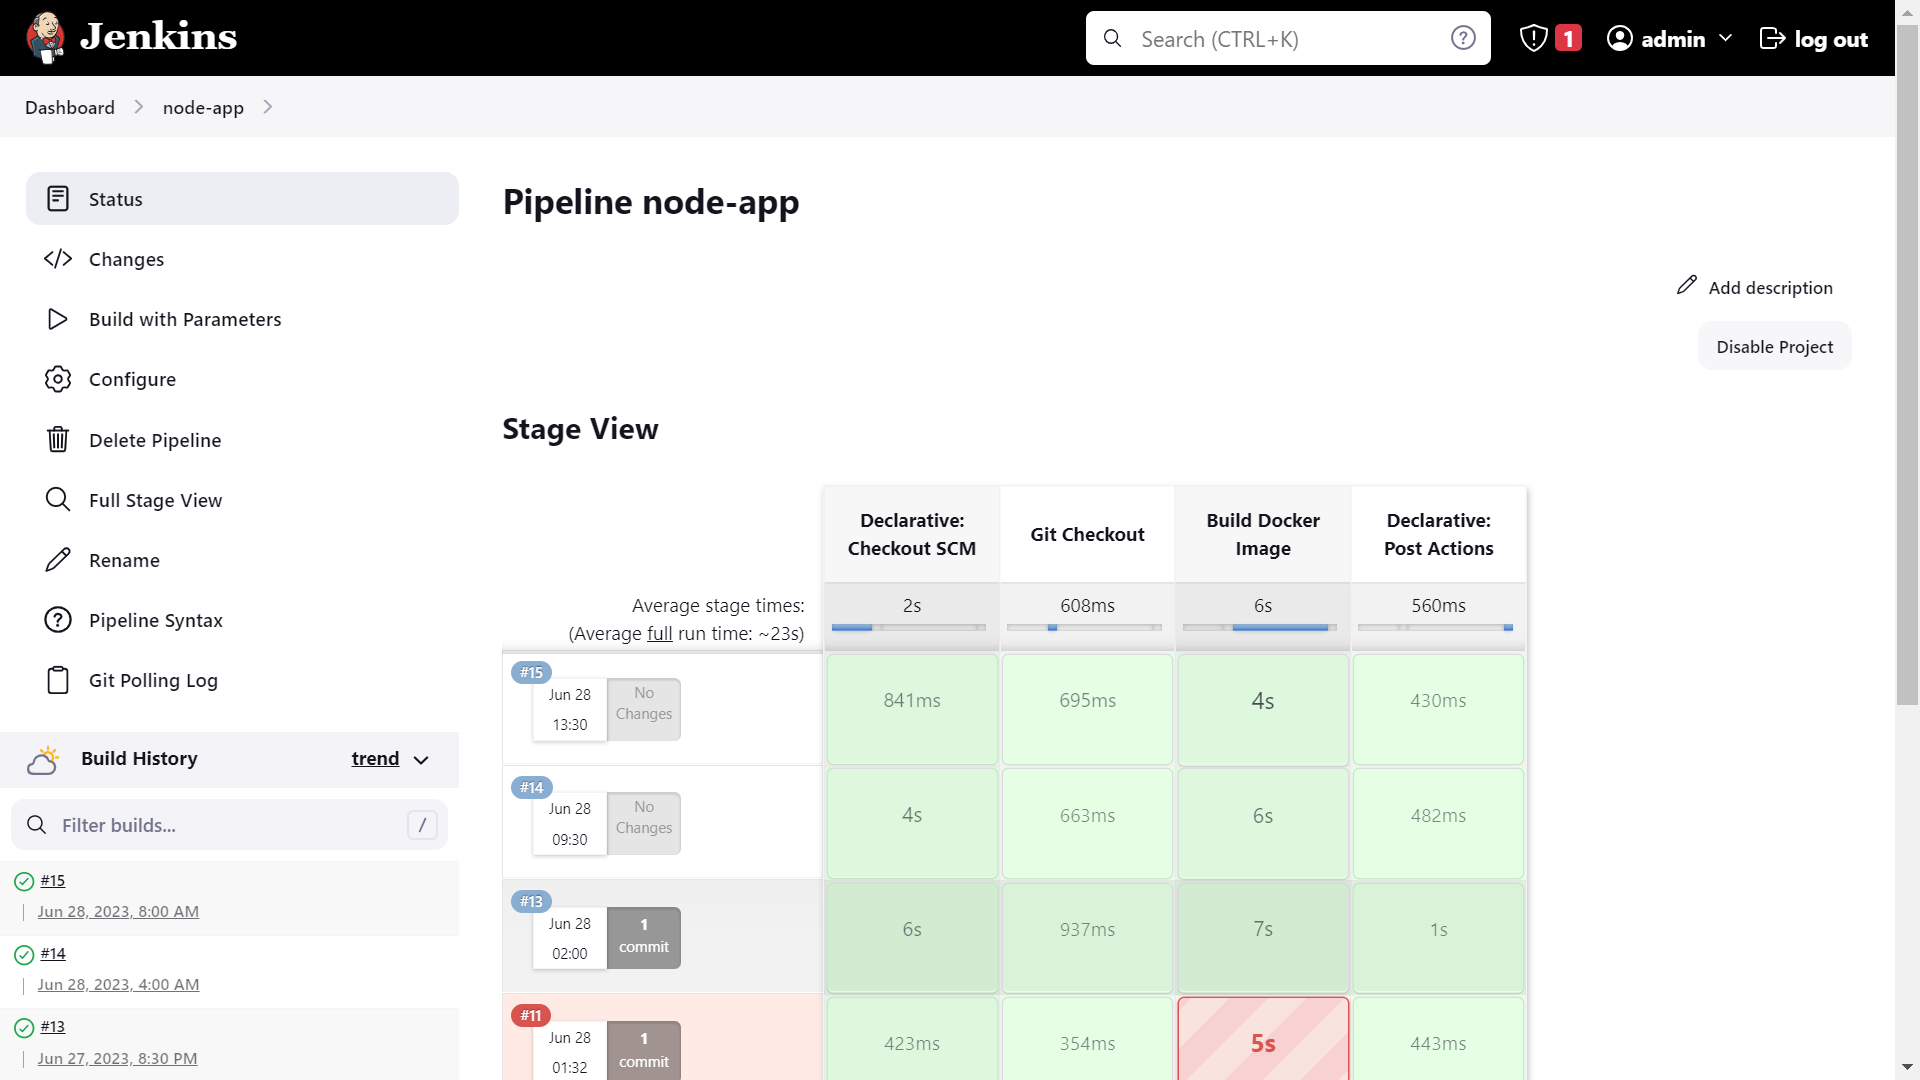 Jenkins
Search (CTRL+K)
?
1
admin
log out
Dashboard
node-app
Status
Changes
Build with Parameters
Configure
Delete Pipeline
Full Stage View
Rename
Pipeline Syntax
Git Polling Log
Build History
trend
Filter builds...
/
#15
Jun 28, 2023, 8:00 AM
#14
Jun 28, 2023, 4:00 AM
#13
Jun 27, 2023, 8:30 PM
Pipeline node-app
Add description
Disable Project
Stage View
Declarative: Checkout SCM
Git Checkout
Build Docker Image
Declarative: Post Actions
Average stage times:
(Average full run time: ~23s)
2s
608ms
6s
560ms
#15
Jun 28
13:30
No
Changes
841ms
695ms
4s
430ms
#14
Jun 28
09:30
No
Changes
4s
663ms
6s
482ms
#13
Jun 28
02:00
1
commit
6s
937ms
7s
1s
#11
Jun 28
01:32
1
commit
423ms
354ms
5s
443ms